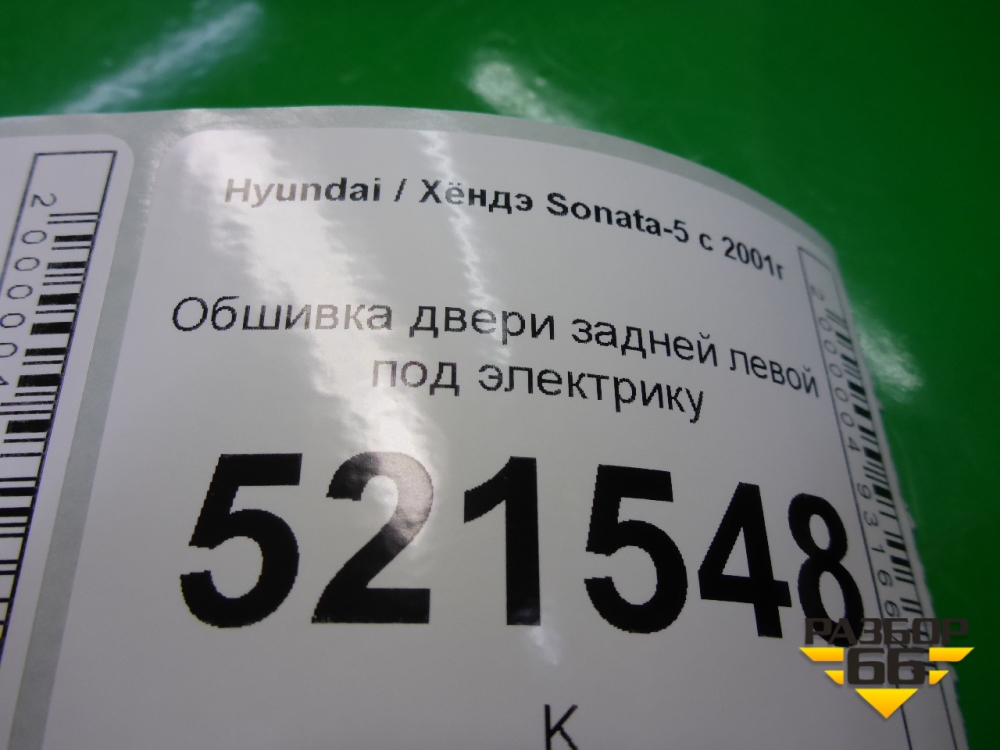 Hyundai / Хёндэ Sonata-5 с 2001г
Обшивка двери задней левой
под электрику
521548
К
РАЗБОР
66